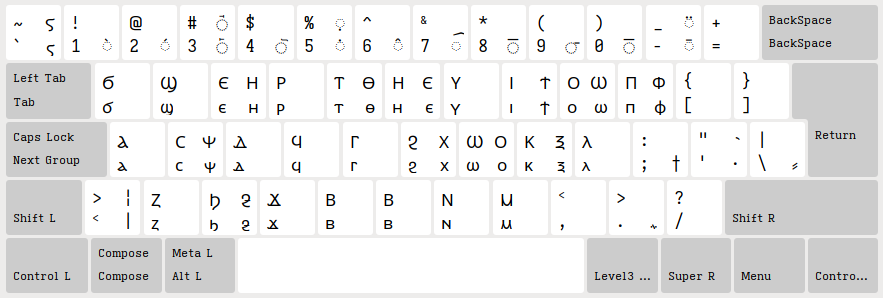 ~ ! @ # $ % ^ & * ( ) _ + BackSpace
` ϛ 1 2 3 4 5 6 7 8 9 0 - = BackSpace
Left Tab Ϭ Ϣ Ⲉ Ⲏ Ⲣ Ⲧ Ⲑ Ⲏ Ⲉ Ⲩ Ⲓ Ϯ Ⲟ Ⲱ Ⲡ Ⲫ { }
Tab ϭ ϣ ⲉ ⲏ ⲣ ⲧ ⲑ ⲏ ⲉ ⲩ ⲓ ϯ ⲟ ⲱ ⲡ ⲫ [ ]
Return
Caps Lock Ⲁ Ⲥ Ⲯ Ⲇ Ϥ Ⲅ Ϩ Ⲭ Ⲱ Ⲟ Ⲕ Ⲝ Ⲗ : " ` |
Next Group ⲁ ⲥ ⲯ ⲇ ϥ ⲅ ϩ ⲭ ⲱ ⲟ ⲕ ⲝ ⲗ ; † ' · \ ⸗
> ¦ Ⲍ Ϧ Ϩ Ϫ Ⲃ Ⲃ Ⲛ Ⲙ < > ?
Shift L < | ⲍ ϧ ϩ ϫ ⲃ ⲃ ⲛ ⲙ , . / Shift R
Compose Meta L
Control L Compose Alt L Level3 ... Super R Menu Contro...